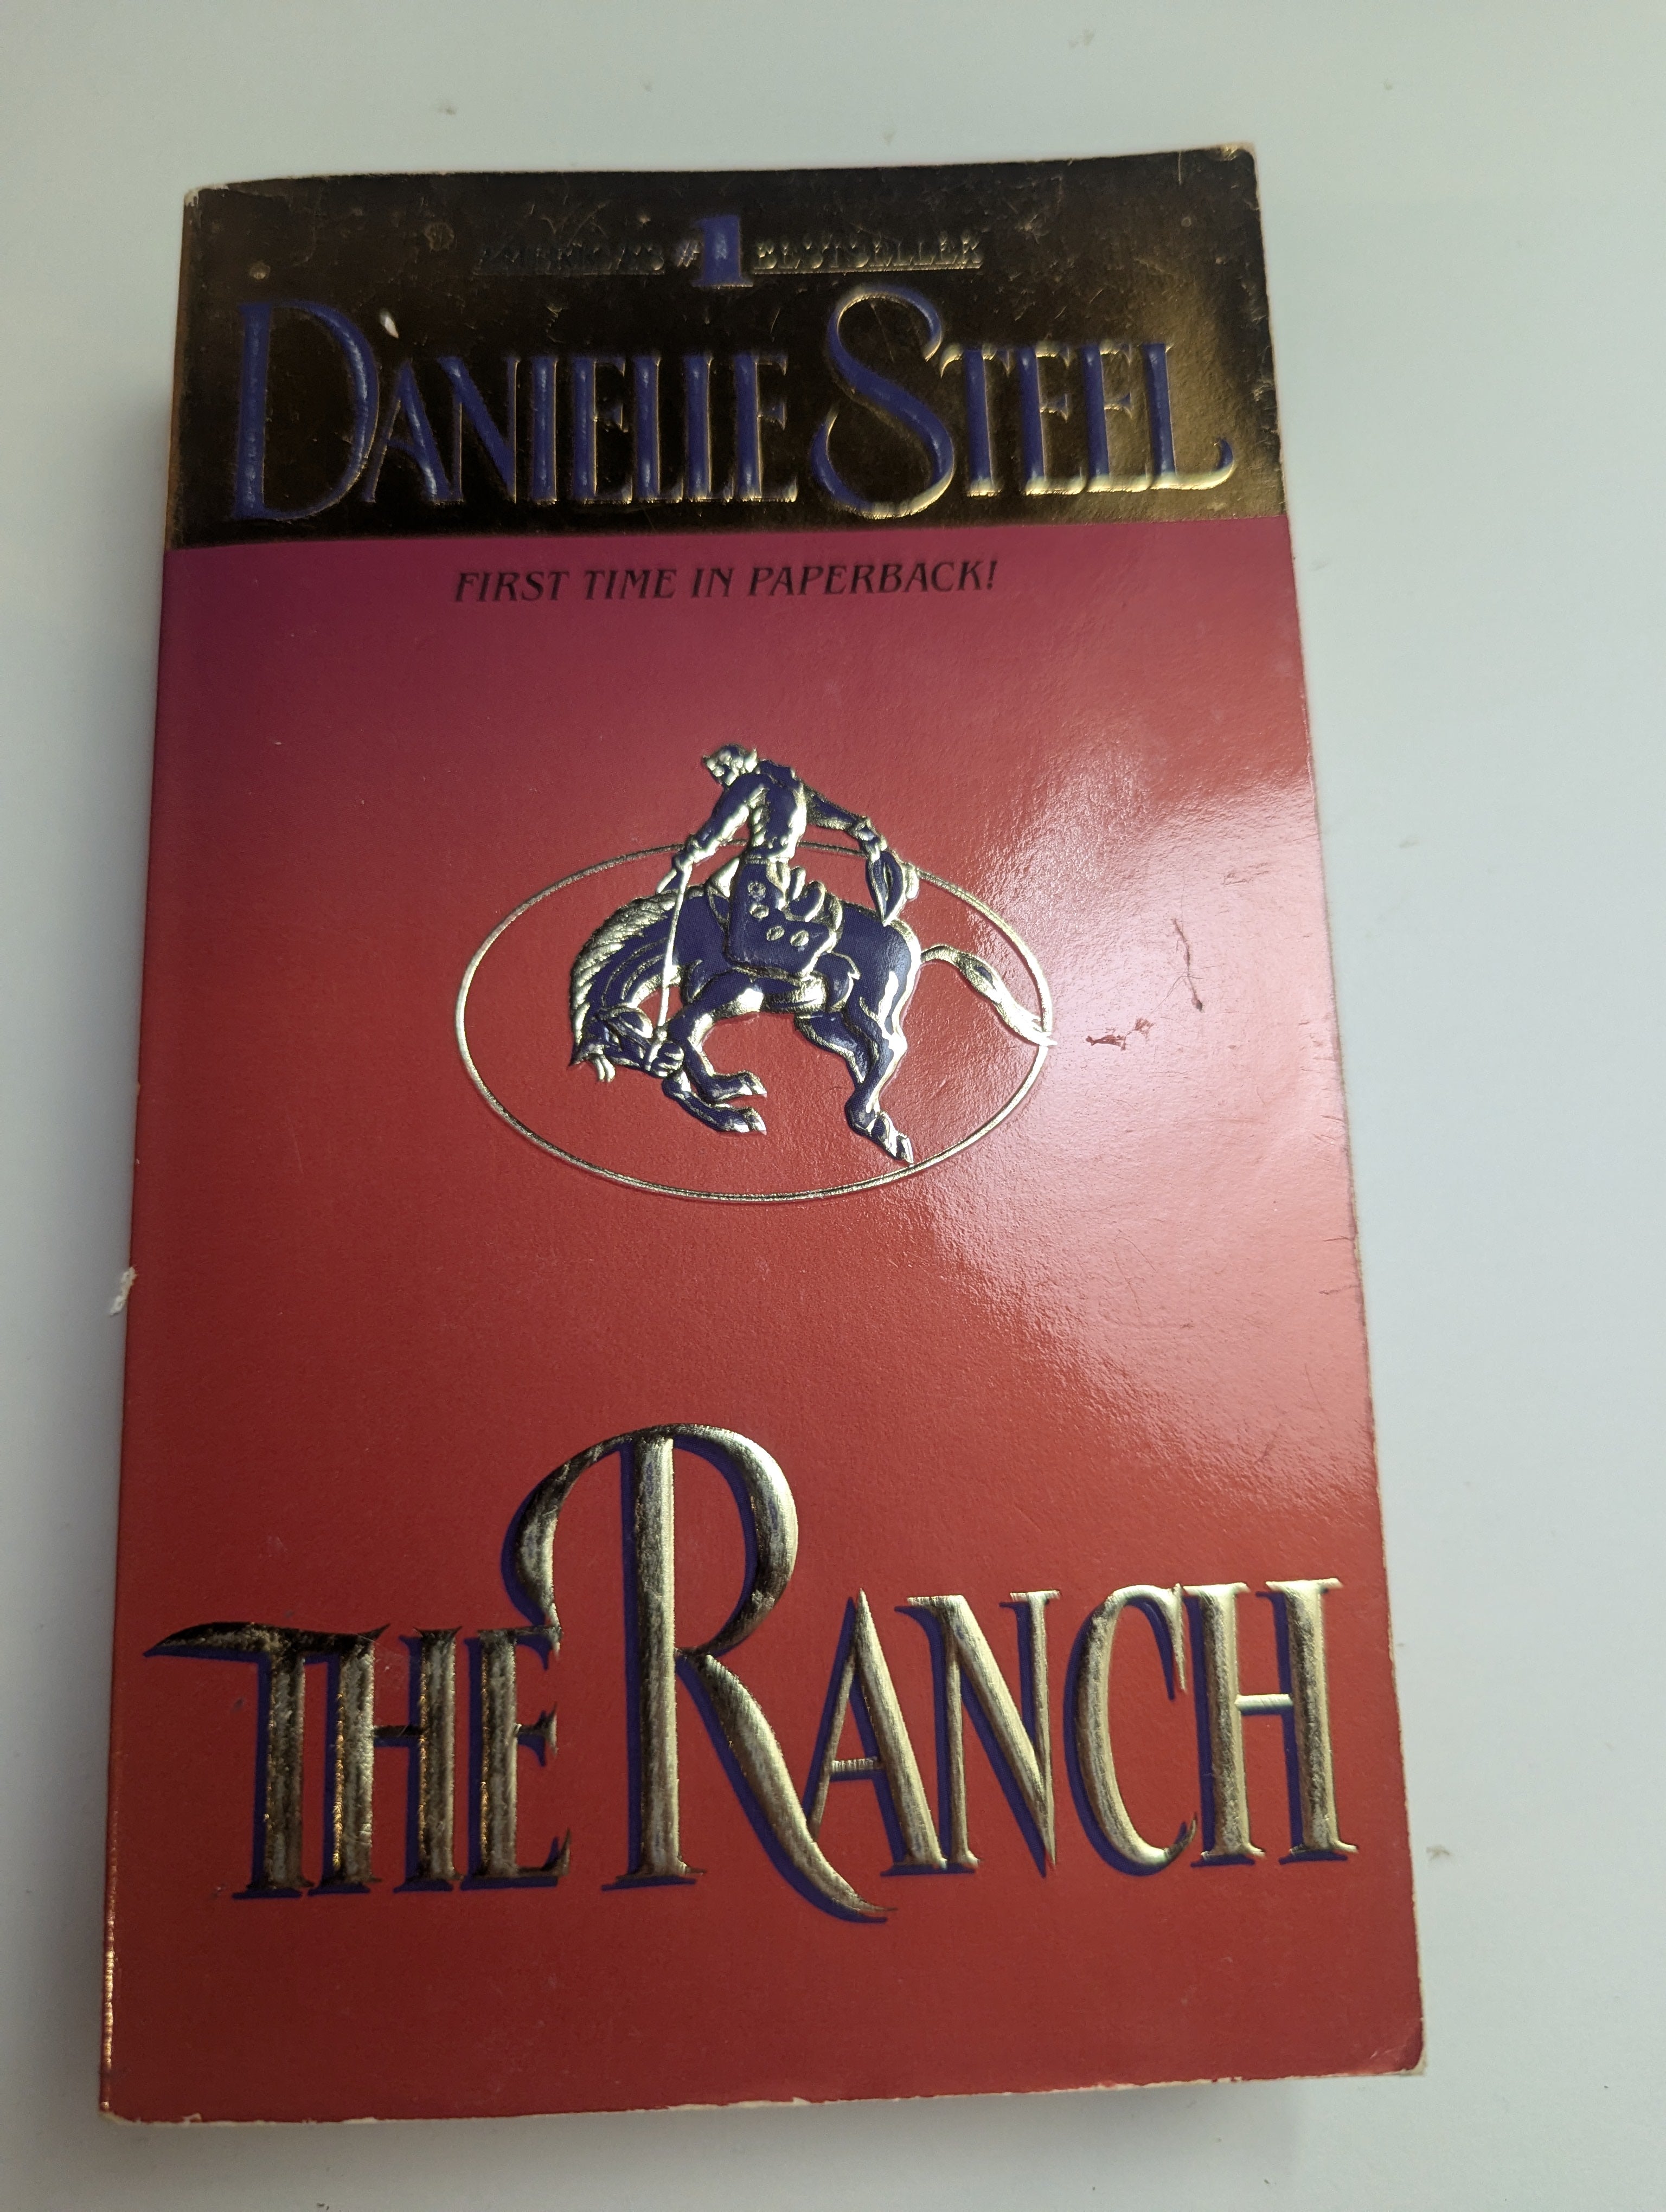 AMERICA'S #1 BESTSELLER
DANIELLE STEEL
FIRST TIME IN PAPERBACK!
THE RANCH